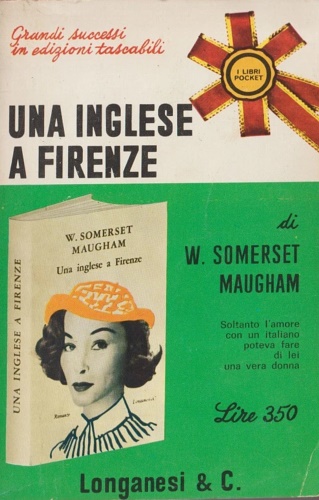 Grandi successi
in edizioni tascabili
I LIBRI
POCKET
UNA INGLESE
A FIRENZE
di
W. SOMERSET
MAUGHAM
Soltanto l'amore
con un italiano
poteva fare
di lei
una vera donna
Lire 350
UNA INGLESE A FIRENZE
W. SOMERSET
MAUGHAM
Una inglese a Firenze
Romanzo
Longanesi & C.